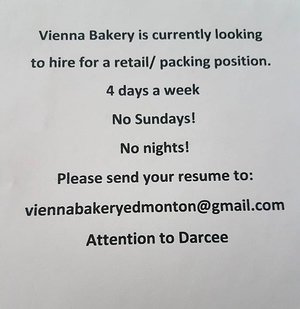 Vienna Bakery is currently looking
to hire for a retail/ packing position.
4 days a week
No Sundays!
No nights!
Please send your resume to:
viennabakeryedmonton@gmail.com
Attention to Darcee